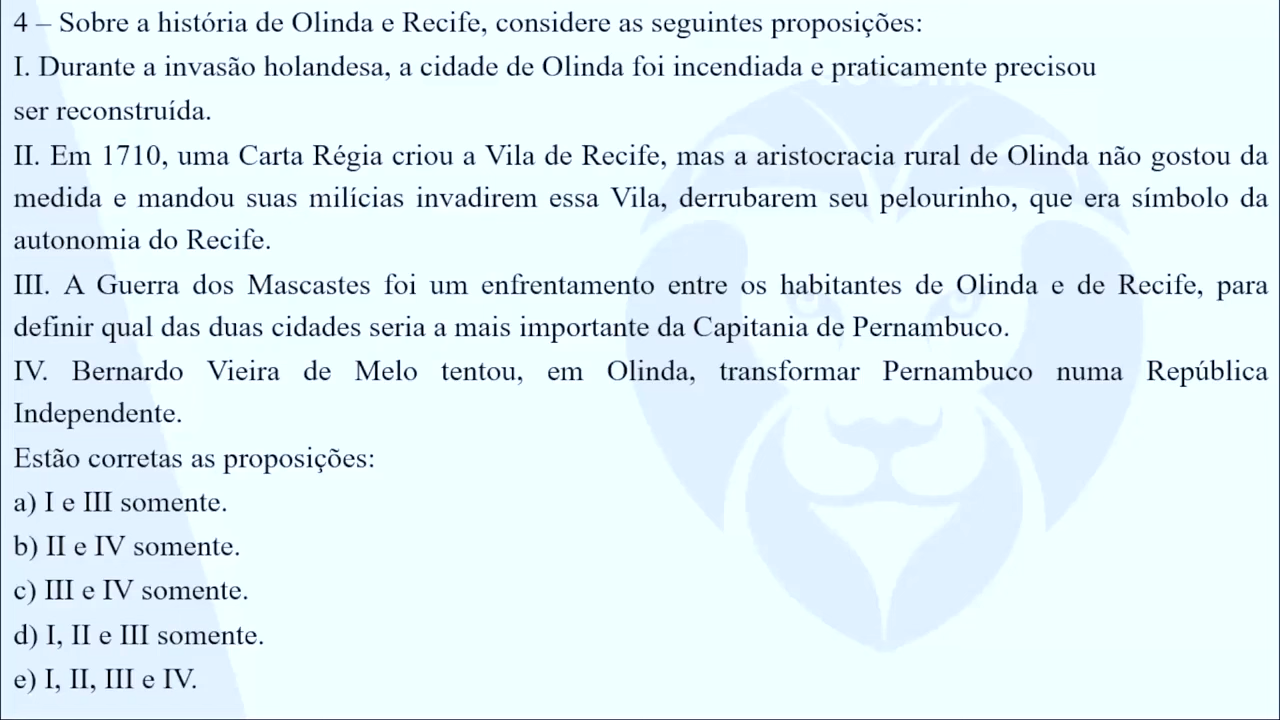 4 – Sobre a história de Olinda e Recife, considere as seguintes proposições:
I. Durante a invasão holandesa, a cidade de Olinda foi incendiada e praticamente precisou
ser reconstruída.
II. Em 1710, uma Carta Régia criou a Vila de Recife, mas a aristocracia rural de Olinda não gostou da
medida e mandou suas milícias invadirem essa Vila, derrubarem seu pelourinho, que era símbolo da
autonomia do Recife.
III. A Guerra dos Mascastes foi um enfrentamento entre os habitantes de Olinda e de Recife, para
definir qual das duas cidades seria a mais importante da Capitania de Pernambuco.
IV. Bernardo Vieira de Melo tentou, em Olinda, transformar Pernambuco numa República
Independente.
Estão corretas as proposições:
a) I e III somente.
b) II e IV somente.
c) III e IV somente.
d) I, II e III somente.
e) I, II, III e IV.